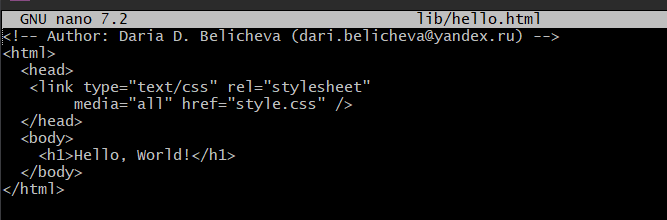 GNU nano 7.2 lib/hello.html
<!-- Author: Daria D. Belicheva (dari.belicheva@yandex.ru) -->
<html>
  <head>
   <link type="text/css" rel="stylesheet"
        media="all" href="style.css" />
  </head>
  <body>
    <h1>Hello, World!</h1>
  </body>
</html>